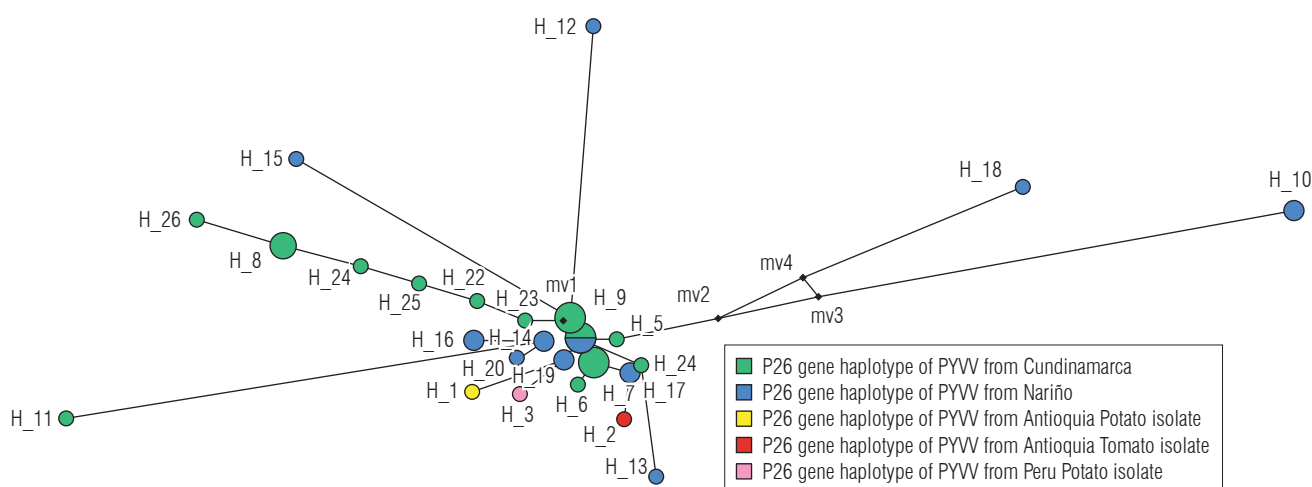 H_12
H_15
H_18
H_10
H_26
H_8
H_24
H_25
H_22
H_23
mv1
H_9
mv2
mv4
mv3
H_5
H_16
H_14
H_20
H_19
H_1
H_3
H_6
H_7
H_24
H_17
H_2
H_11
H_13
P26 gene haplotype of PYVV from Cundinamarca
P26 gene haplotype of PYVV from Nariño
P26 gene haplotype of PYVV from Antioquia Potato isolate
P26 gene haplotype of PYVV from Antioquia Tomato isolate
P26 gene haplotype of PYVV from Peru Potato isolate